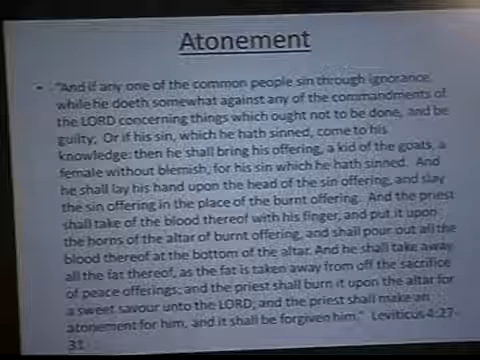 Atonement
• "And if any one of the common people sin through ignorance,
while he doeth somewhat against any of the commandments of
the LORD concerning things which ought not to be done, and be
guilty; Or if his sin, which he hath sinned, come to his
knowledge: then he shall bring his offering, a kid of the goats, a
female without blemish, for his sin which he hath sinned. And
he shall lay his hand upon the head of the sin offering, and slay
the sin offering in the place of the burnt offering. And the priest
shall take of the blood thereof with his finger, and put it upon
the horns of the altar of burnt offering, and shall pour out all the
blood thereof at the bottom of the altar. And he shall take away
all the fat thereof, as the fat is taken away from off the sacrifice
of peace offerings; and the priest shall burn it upon the altar for
a sweet savour unto the LORD; and the priest shall make an
atonement for him, and it shall be forgiven him." Leviticus 4:27-
31